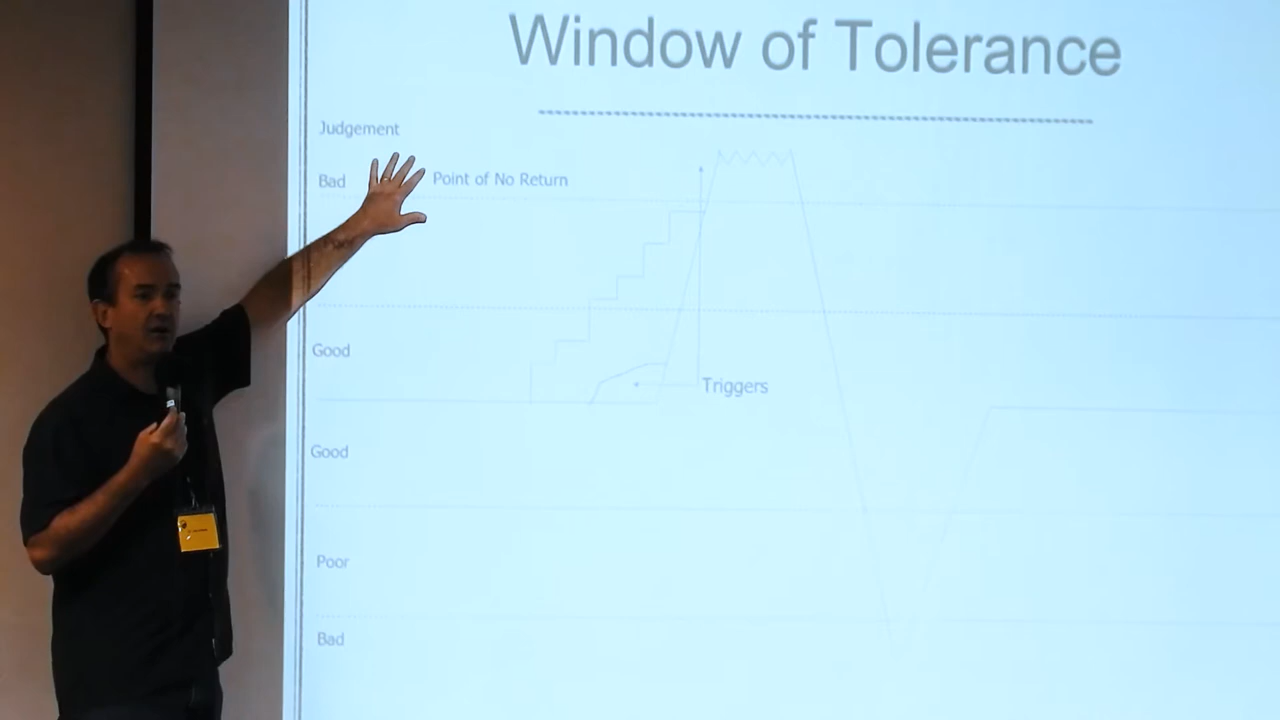 Window of Tolerance
Judgement
Bad
Point of No Return
Good
Triggers
Good
Poor
Bad